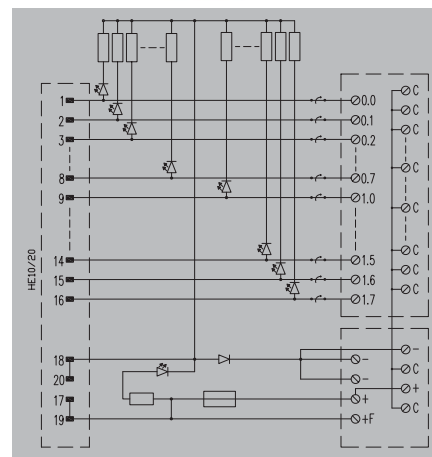 1 0.0 C
C
2 0.1
C
3 0.2
8 0.7 C
9 1.0 C
HE10/20
14 1.5 C
15 1.6 C
16 1.7 C
18 - -
20 - C
17 + +
C
19 +F